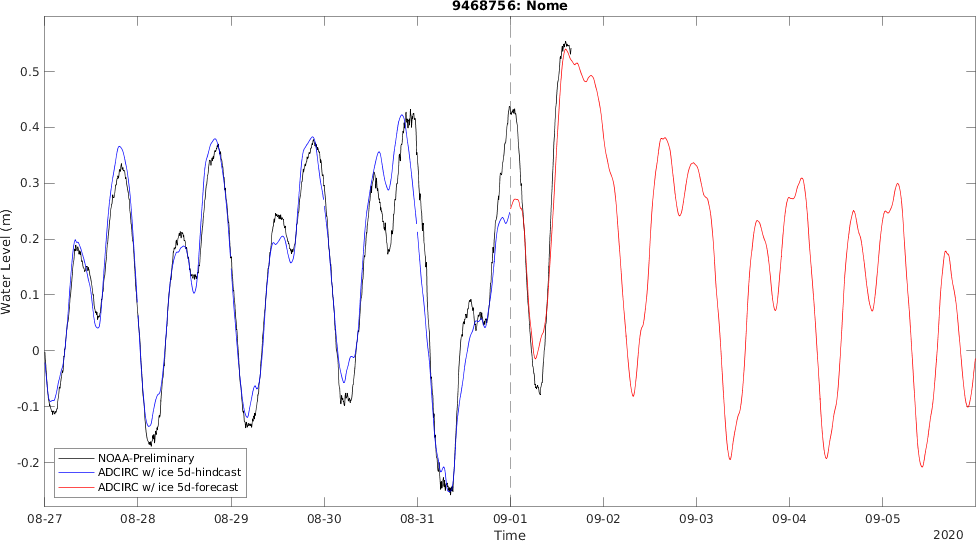 9468756: Nome
Water Level (m)
0.5
0.4
0.3
0.2
0.1
0
-0.1
-0.2
NOAA-Preliminary
ADCIRC w/ ice 5d-hindcast
ADCIRC w/ ice 5d-forecast
08-27 08-28 08-29 08-30 08-31 09-01 09-02 09-03 09-04 09-05
Time
2020